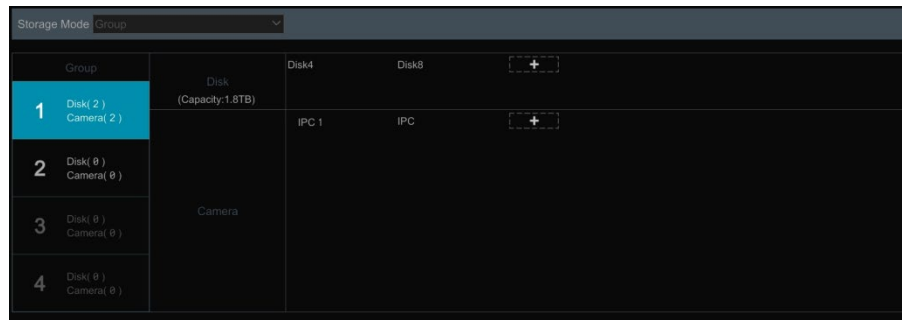 Storage Mode Group
Group
1
Disk( 2 )
Camera( 2 )
2
Disk( 0 )
Camera( 0 )
3
Disk( 0 )
Camera( 0 )
4
Disk( 0 )
Camera( 0 )
Disk
(Capacity:1.8TB)
Disk4 Disk8 +
Camera
IPC 1 IPC +